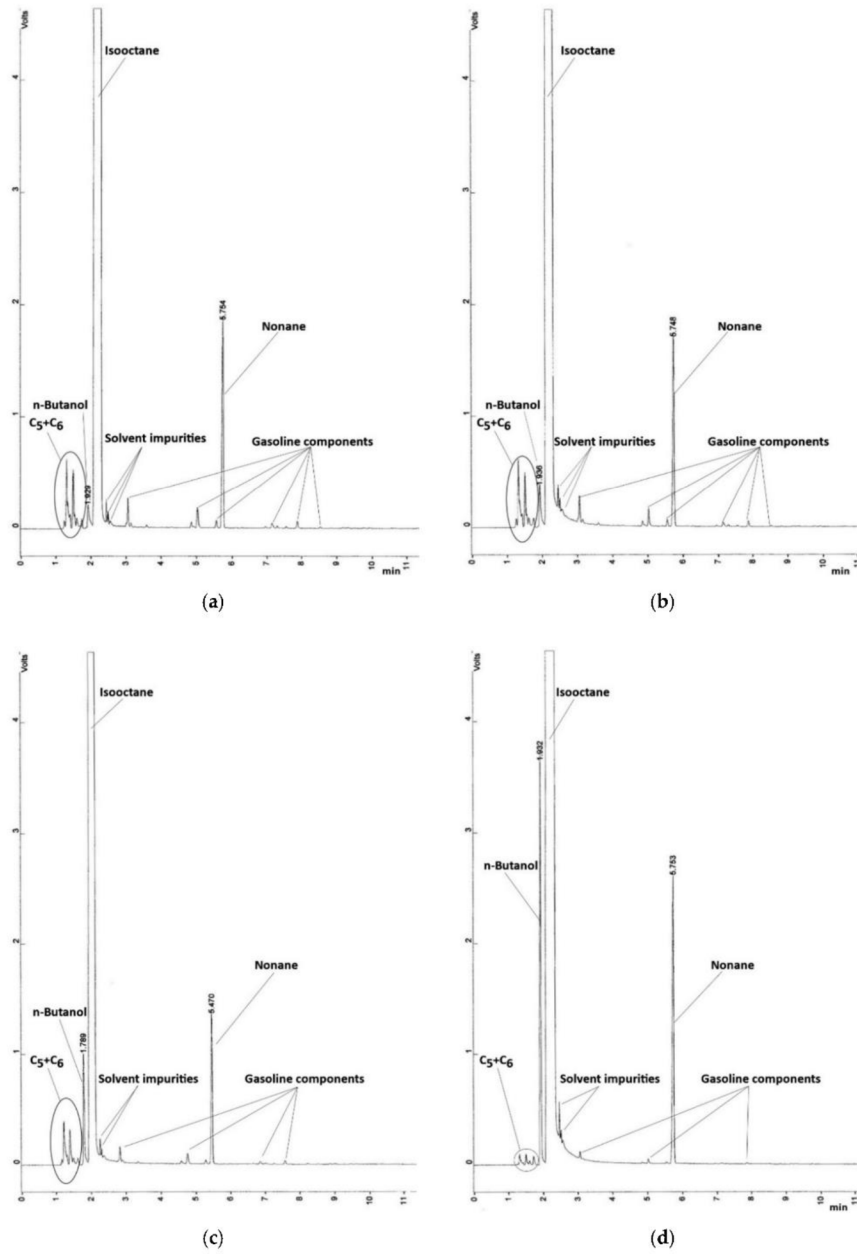 Volts
4
3
2
1
0
Isooctane
5.754
Nonane
n-Butanol
C5+C6
1.929
Solvent impurities
Gasoline components
0 1 2 3 4 5 6 7 8 9 10 11
min
(a)
Volts
4
3
2
1
0
Isooctane
5.748
Nonane
n-Butanol
C5+C6
1.936
Solvent impurities
Gasoline components
0 1 2 3 4 5 6 7 8 9 10 11
min
(b)
Volts
4
3
2
1
0
Isooctane
Nonane
5.470
n-Butanol
1.789
C5+C6
Solvent impurities
Gasoline components
0 1 2 3 4 5 6 7 8 9 10 11
min
(c)
Volts
4
3
2
1
0
Isooctane
1.932
n-Butanol
5.753
Nonane
C5+C6
Solvent impurities
Gasoline components
0 1 2 3 4 5 6 7 8 9 10 11
min
(d)